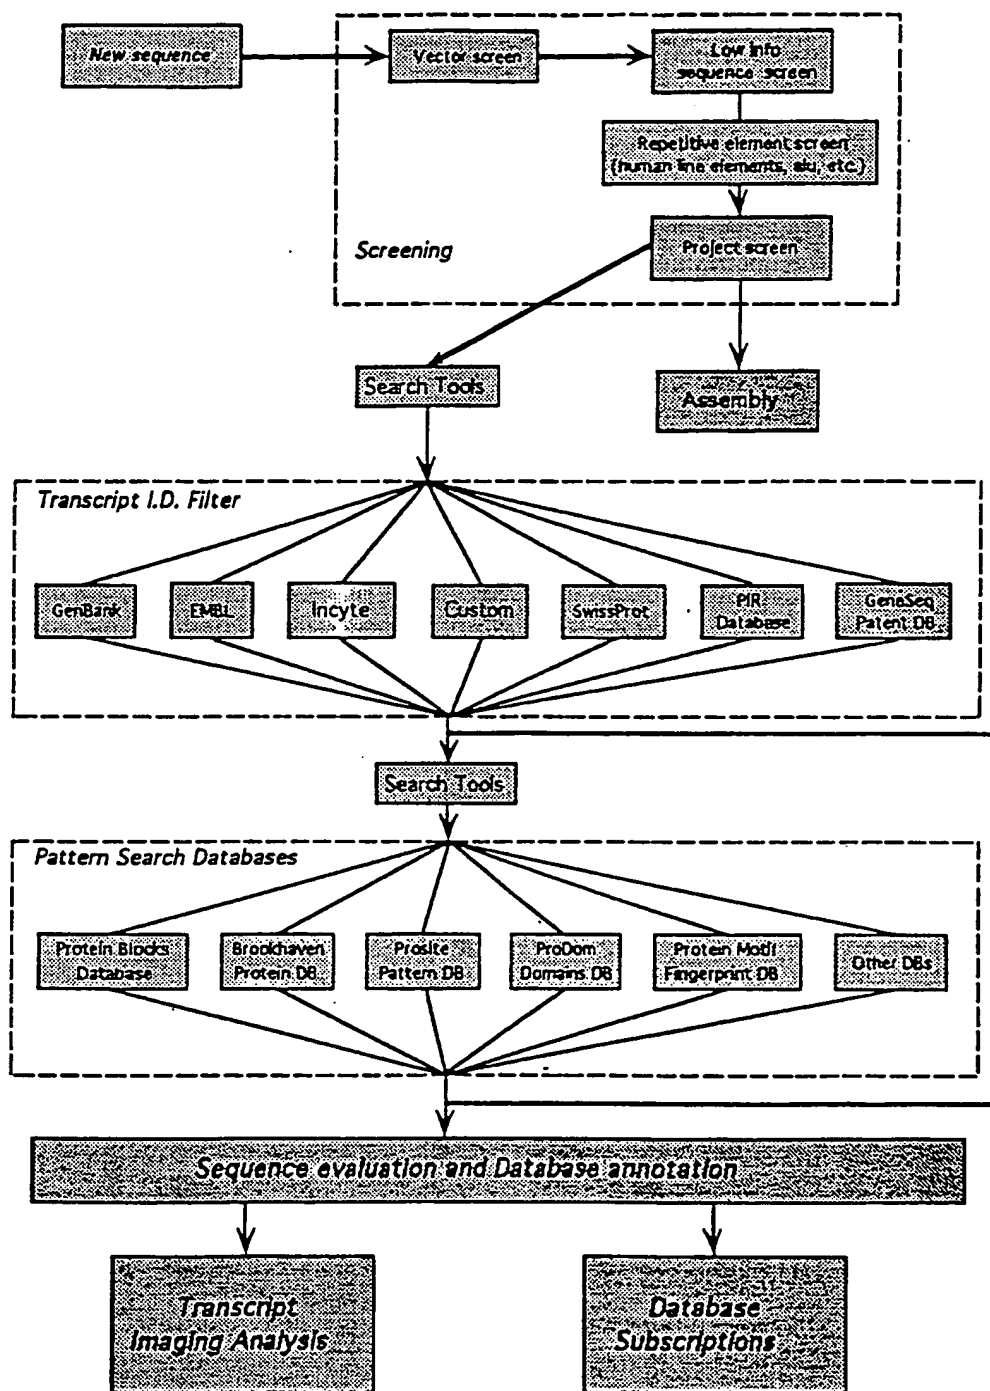 New sequence
Vector screen
Low info
sequence screen
Repetitive element screen
(human line elements, alu, etc.)
Project screen
Screening
Search Tools
Assembly
Transcript I.D. Filter
GenBank
EMBL
Incyte
Custom
SwissProt
PIR
Database
GeneSeq
Patent DB
Search Tools
Pattern Search Databases
Protein Blocks
Database
Brookhaven
Protein DB
Prosite
Pattern DB
ProDom
Domains DB
Protein Motif
Fingerprint DB
Other DBs
Sequence evaluation and Database annotation
Transcript
Imaging Analysis
Database
Subscriptions